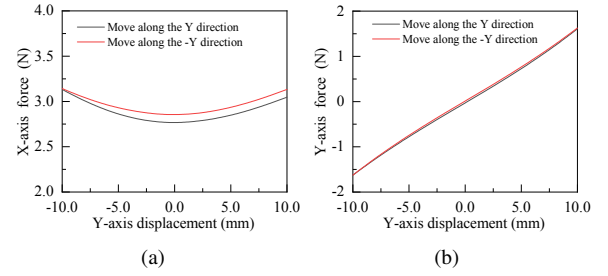 4.0
3.5
3.0
2.5
2.0
X-axis force (N)
Move along the Y direction
Move along the -Y direction
-10.0 -5.0 0.0 5.0 10.0
Y-axis displacement (mm)
(a)
2
1
0
-1
-2
Y-axis force (N)
Move along the Y direction
Move along the -Y direction
-10.0 -5.0 0.0 5.0 10.0
Y-axis displacement (mm)
(b)